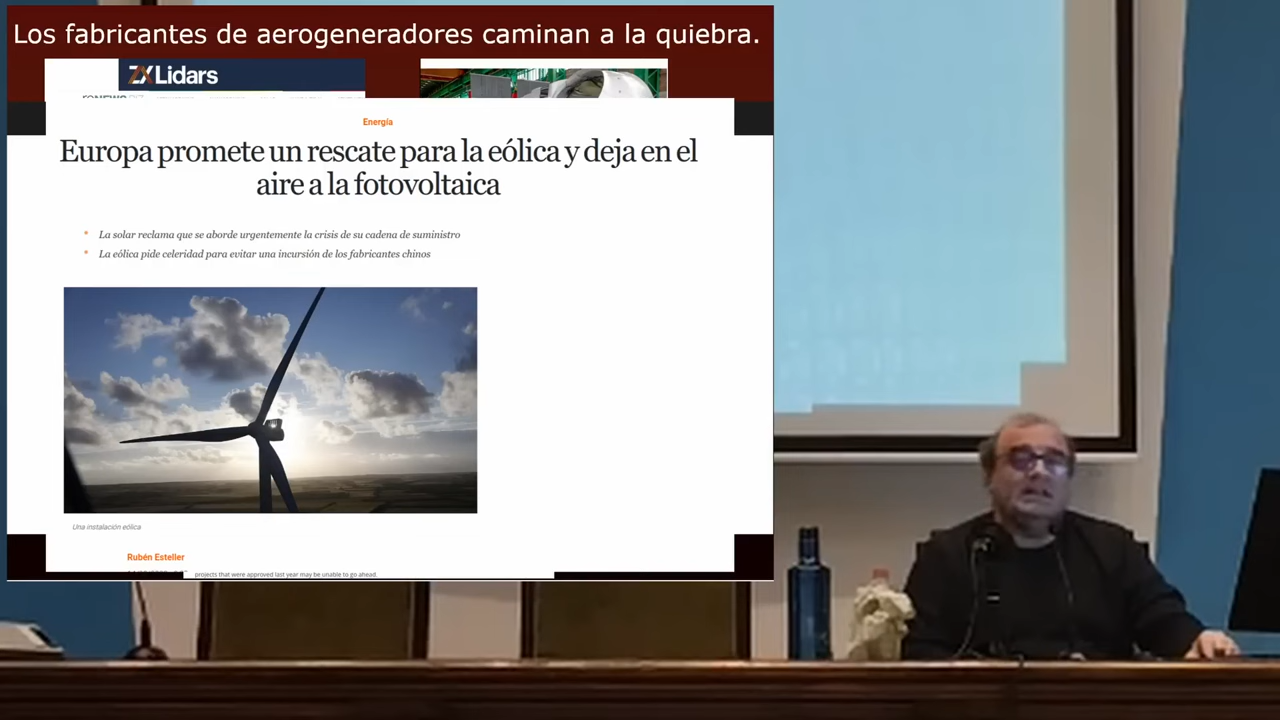 Los fabricantes de aerogeneradores caminan a la quiebra.
ZX Lidars
Energía
Europa promete un rescate para la eólica y deja en el
aire a la fotovoltaica
La solar reclama que se aborde urgentemente la crisis de su cadena de suministro
La eólica pide celeridad para evitar una incursión de los fabricantes chinos
Una instalación eólica
Rubén Esteller
projects that were approved last year may be unable to go ahead.